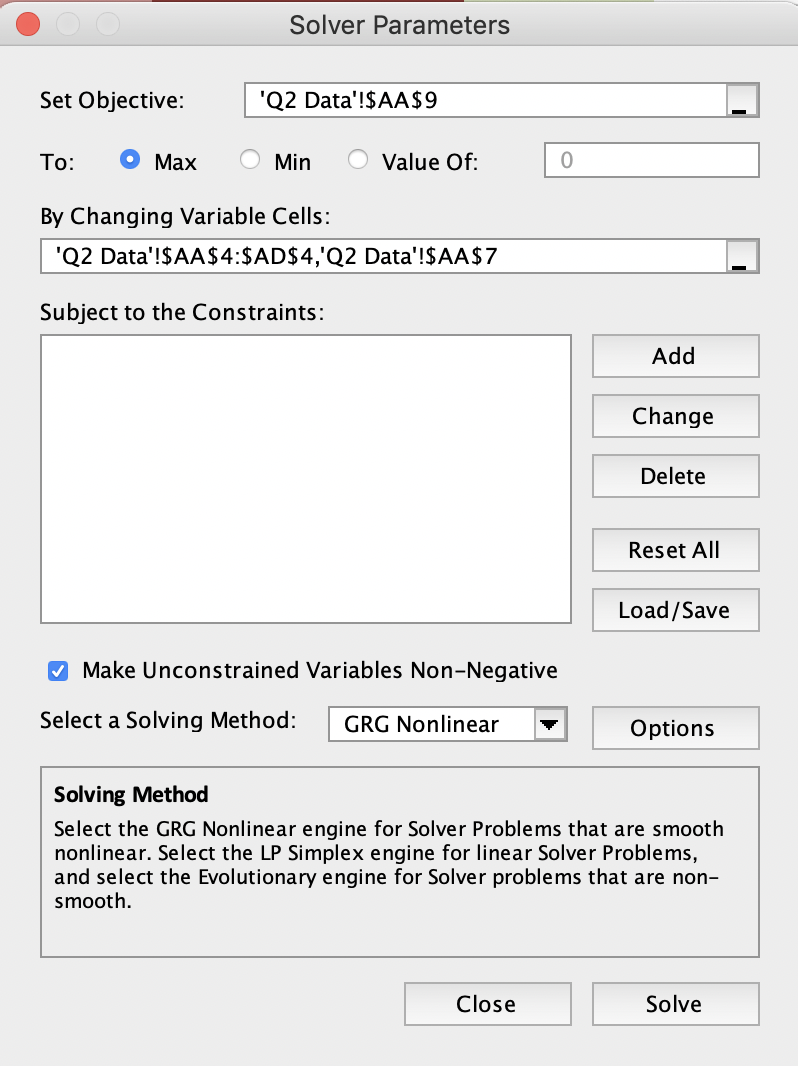 Solver Parameters
Set Objective: 'Q2 Data'!$AA$9
To: Max Min Value Of: 0
By Changing Variable Cells:
'Q2 Data'!$AA$4:$AD$4,'Q2 Data'!$AA$7
Subject to the Constraints:
Add
Change
Delete
Reset All
Load/Save
Make Unconstrained Variables Non-Negative
Select a Solving Method: GRG Nonlinear Options
Solving Method
Select the GRG Nonlinear engine for Solver Problems that are smooth
nonlinear. Select the LP Simplex engine for linear Solver Problems,
and select the Evolutionary engine for Solver problems that are non-
smooth.
Close Solve